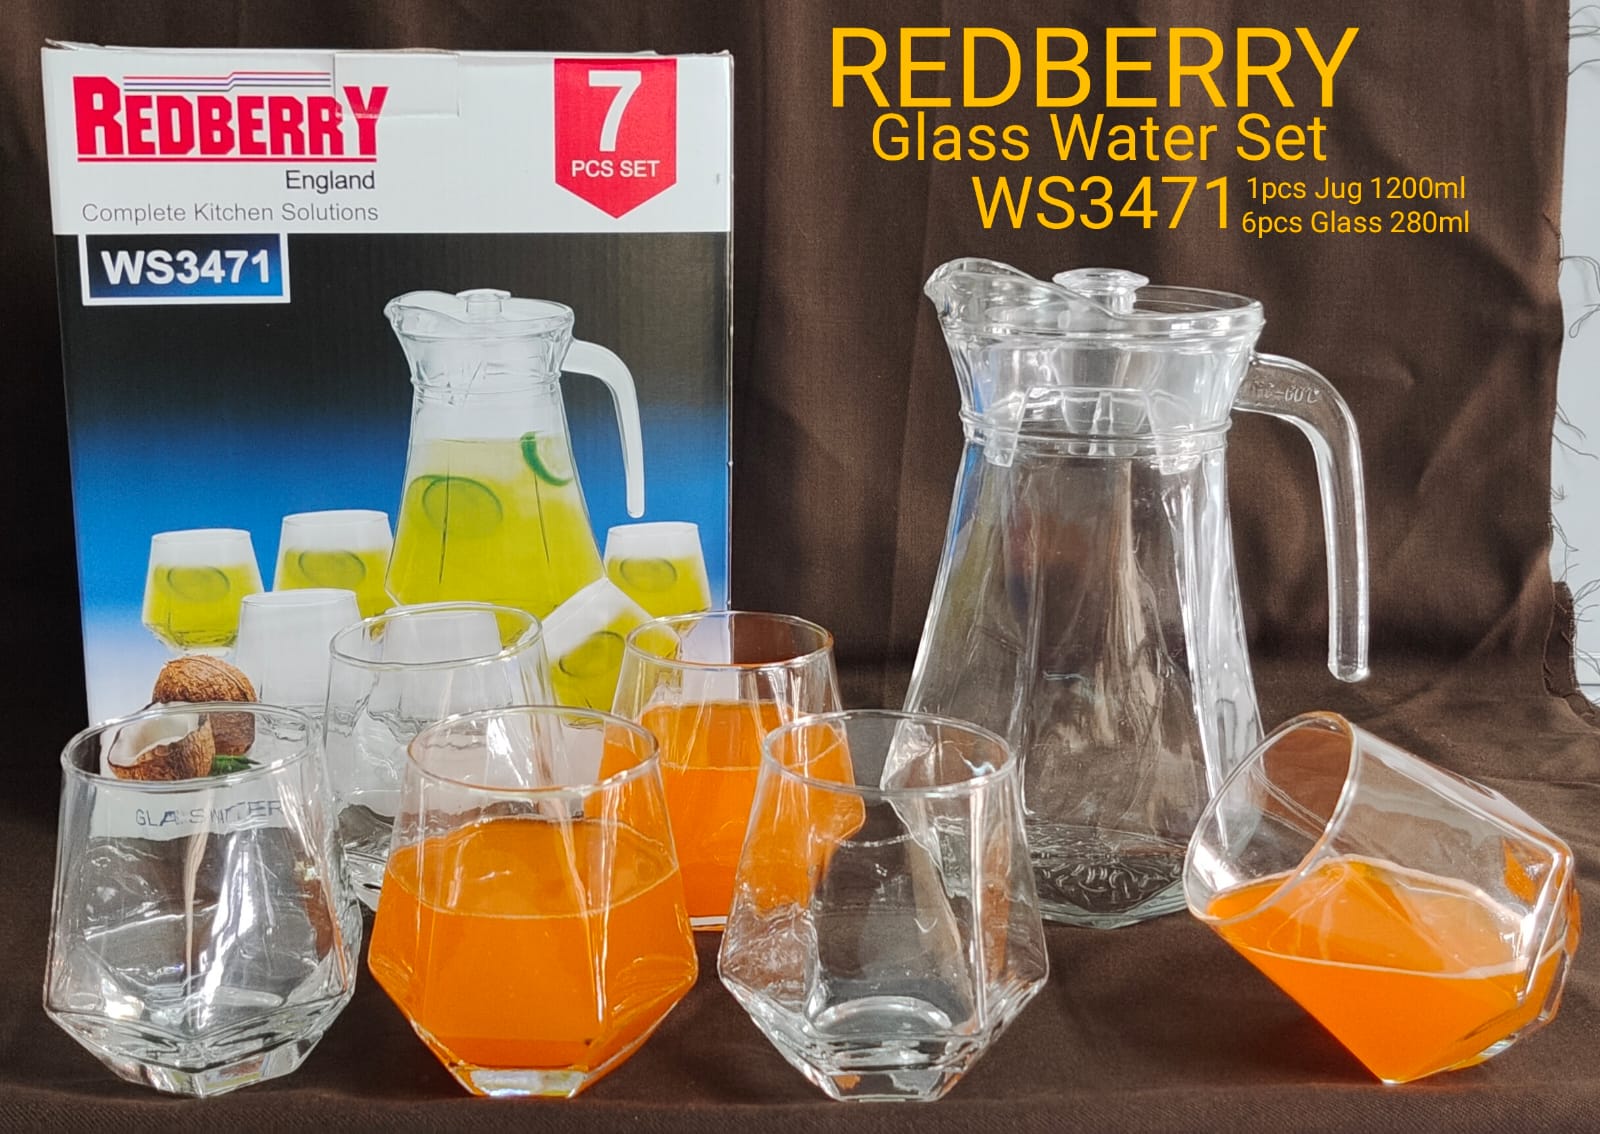 REDBERRY
England
Complete Kitchen Solutions
7
PCS SET
WS3471
REDBERRY
Glass Water Set
WS3471
1pcs Jug 1200ml
6pcs Glass 280ml